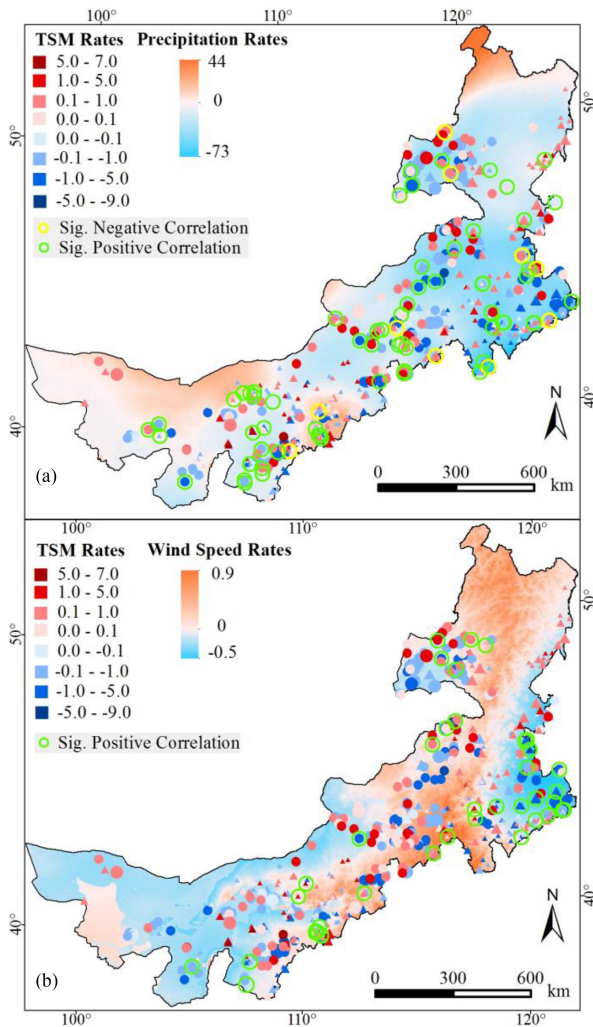 100° 110° 120°
TSM Rates Precipitation Rates
5.0 - 7.0 44
1.0 - 5.0
0.1 - 1.0 0
0.0 - 0.1
0.0 - -0.1
-0.1 - -1.0 -73
-1.0 - -5.0
-5.0 - -9.0
Sig. Negative Correlation
Sig. Positive Correlation
50° 50°
40° 40°
N
(a)
0 300 600
km
100° 110° 120°
TSM Rates Wind Speed Rates
5.0 - 7.0 0.9
1.0 - 5.0
0.1 - 1.0 0
0.0 - 0.1
0.0 - -0.1
-0.1 - -1.0 -0.5
-1.0 - -5.0
-5.0 - -9.0
Sig. Positive Correlation
50° 50°
40° 40°
N
(b)
0 300 600
km
100° 110° 120°